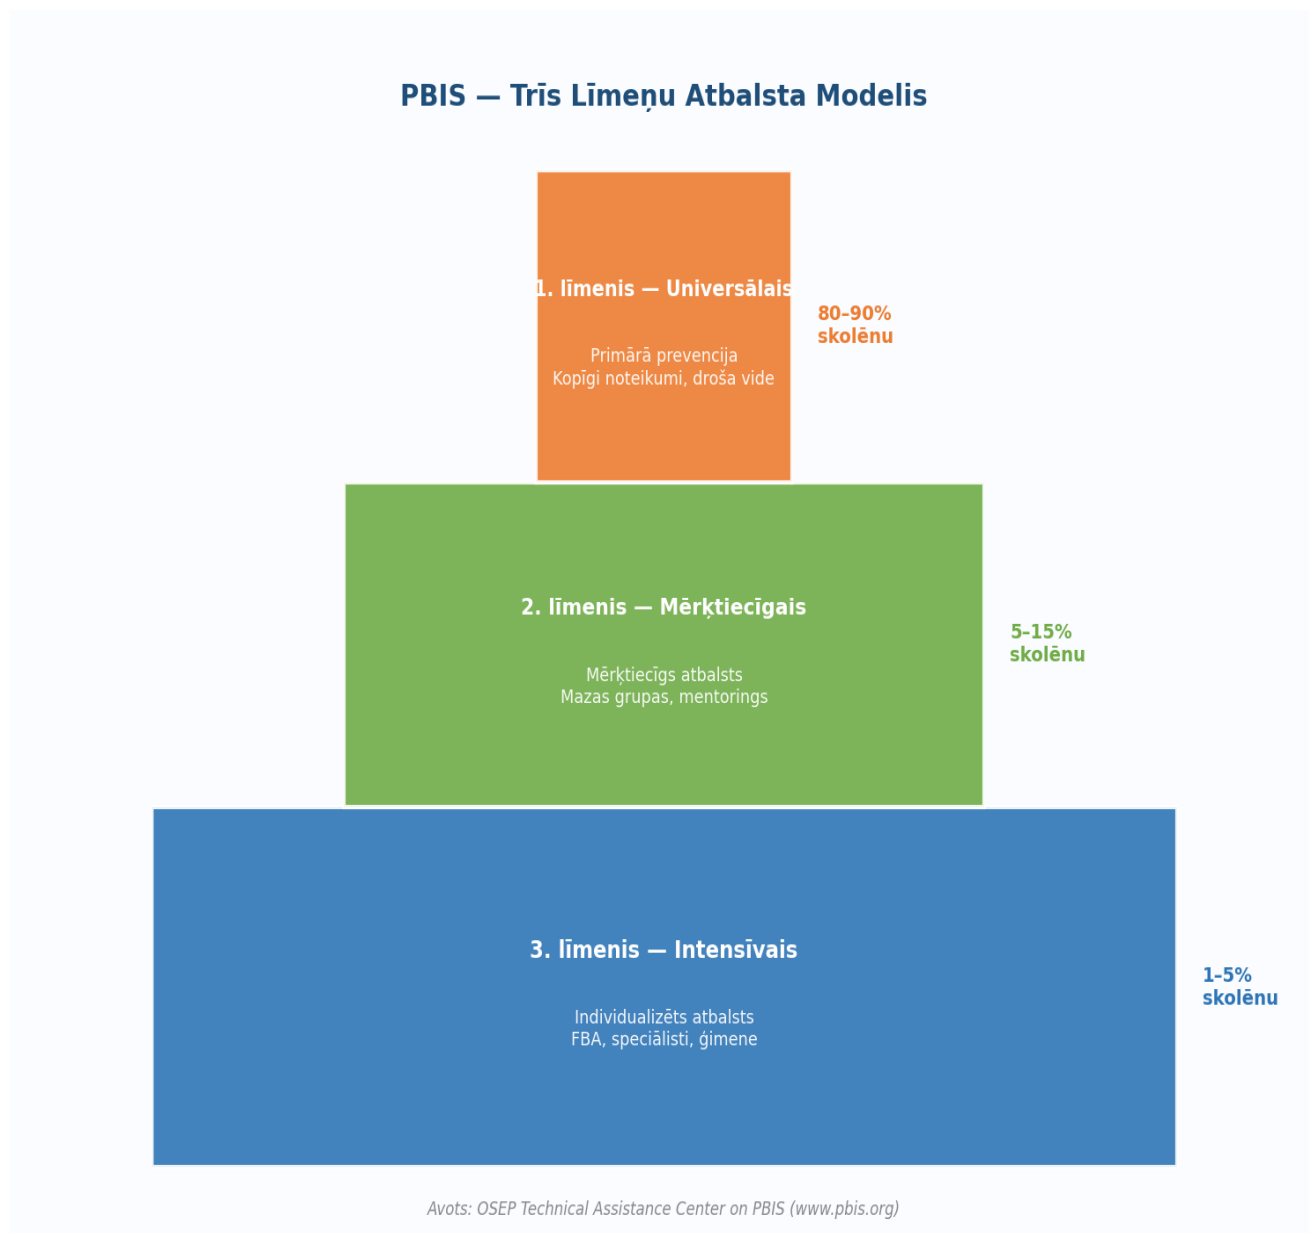 PBIS — Trīs Līmeņu Atbalsta Modelis
1. līmenis — Universālais
Primārā prevencija
Kopīgi noteikumi, droša vide
80–90%
skolēnu
2. līmenis — Mērķtiecīgais
Mērķtiecīgs atbalsts
Mazas grupas, mentorings
5–15%
skolēnu
3. līmenis — Intensīvais
Individualizēts atbalsts
FBA, speciālisti, ģimene
1–5%
skolēnu
Avots: OSEP Technical Assistance Center on PBIS (www.pbis.org)